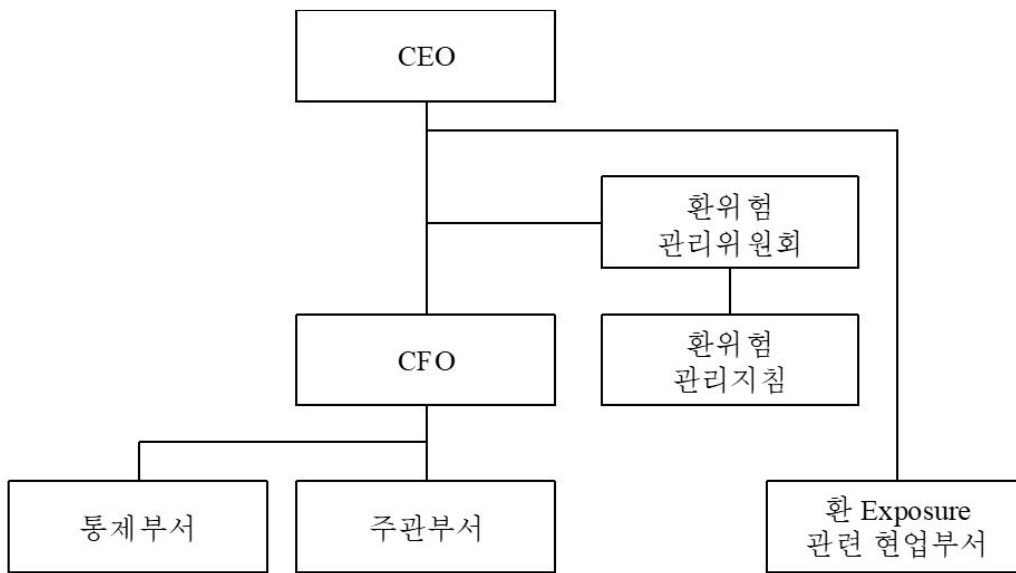 CEO
환위험
관리위원회
CFO
환위험
관리지침
통제부서
주관부서
환 Exposure
관련 현업부서